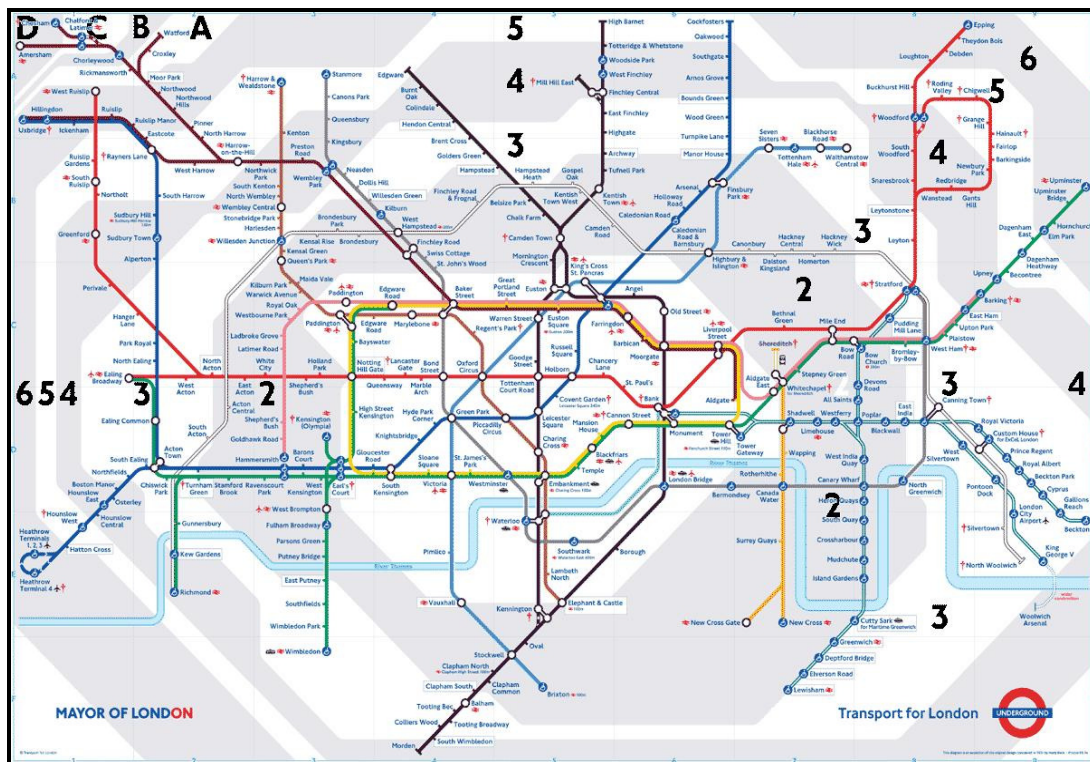 D
C
B
A
5
6
Chesham
Chalfont &
Latimer
Watford
Croxley
Amersham
Chorleywood
Rickmansworth
Moor Park
Northwood
Northwood
Hills
Pinner
North Harrow
Harrow-
on-the-Hill
West Ruislip
Hillingdon
Ruislip
Ruislip Manor
Eastcote
Uxbridge
Ickenham
Rayners Lane
West Harrow
Ruislip
Gardens
South
Ruislip
Northolt
South Harrow
Greenford
Sudbury Hill
Sudbury Town
Alperton
Perivale
Hanger
Lane
Park Royal
North Ealing
Harrow &
Wealdstone
Kenton
Preston
Road
Northwick
Park
South Kenton
North Wembley
Wembley Central
Stonebridge Park
Harlesden
Willesden Junction
Kensal Green
Queen's Park
Kilburn Park
Maida Vale
Warwick Avenue
Royal Oak
Westbourne Park
Ladbroke Grove
Latimer Road
White
City
Stanmore
Canons Park
Queensbury
Kingsbury
Wembley
Park
Neasden
Dollis Hill
Willesden Green
Kilburn
West
Hampstead
Brondesbury
Park
Kensal Rise
Brondesbury
Finchley Road
Swiss Cottage
St. John's Wood
Finchley Road
& Frognal
Edgware
Burnt
Oak
Colindale
Hendon Central
Brent Cross
Golders Green
Hampstead
Hampstead
Heath
Belsize Park
Chalk Farm
Camden Town
Mornington
Crescent
Gospel
Oak
Kentish
Town West
Kentish
Town
Camden
Road
High Barnet
Totteridge & Whetstone
Woodside Park
West Finchley
Mill Hill East
Finchley Central
East Finchley
Highgate
Archway
Tufnell Park
4
3
Cockfosters
Oakwood
Southgate
Arnos Grove
Bounds Green
Wood Green
Turnpike Lane
Manor House
Seven
Sisters
Blackhorse
Road
Tottenham
Hale
Walthamstow
Central
Arsenal
Holloway
Road
Finsbury
Park
Caledonian Road
Caledonian
Road &
Barnsbury
Highbury &
Islington
Canonbury
Dalston
Kingsland
Hackney
Central
Homerton
Hackney
Wick
3
Epping
Theydon Bois
Debden
Loughton
Buckhurst Hill
Roding
Valley
Chigwell
5
Woodford
Grange
Hill
Hainault
Fairlop
Barkingside
4
South
Woodford
Newbury
Park
Snaresbrook
Redbridge
Wanstead
Gants
Hill
Leytonstone
Leyton
Stratford
Upminster
Upminster
Bridge
Hornchurch
Elm Park
Dagenham
East
Dagenham
Heathway
Becontree
Upney
Barking
East Ham
Upton Park
Plaistow
West Ham
2
Paddington
Edgware
Road
Baker
Street
Great
Portland
Street
Euston
King's Cross
St. Pancras
Angel
Old Street
Paddington
Edgware
Road
Marylebone
Regent's Park
Warren Street
Euston
Square
Farringdon
Barbican
Moorgate
Liverpool
Street
Bayswater
Goodge
Street
Russell
Square
Bethnal
Green
Mile End
Pudding
Mill Lane
Bow
Road
Bow
Church
Bromley-
by-Bow
Shoreditch
Stepney Green
Devons
Road
Notting
Hill Gate
Lancaster
Gate
Bond
Street
Oxford
Circus
Holborn
Chancery
Lane
St. Paul's
Bank
Aldgate
East
Whitechapel
Aldgate
6 5 4
3
2
Ealing
Broadway
West
Acton
North
Acton
East
Acton
Holland
Park
Shepherd's
Bush
Queensway
Marble
Arch
Tottenham
Court Road
Covent Garden
Acton
Central
Shepherd's
Bush
Kensington
(Olympia)
High Street
Kensington
Hyde Park
Corner
Green Park
Leicester
Square
Cannon Street
Mansion
House
Monument
Tower
Hill
Tower
Gateway
Shadwell
Limehouse
Westferry
All Saints
Poplar
Blackwall
East
India
Canning Town
3
4
Royal Victoria
Custom House
for ExCeL London
Prince Regent
Royal Albert
Beckton Park
Cyprus
Gallions
Reach
Beckton
Ealing Common
South
Acton
Goldhawk Road
Knightsbridge
Piccadilly
Circus
Charing
Cross
Blackfriars
Temple
Wapping
West India
Quay
West
Silvertown
Pontoon
Dock
South Ealing
Acton
Town
Hammersmith
Barons
Court
Gloucester
Road
Sloane
Square
St. James's
Park
Northfields
Boston Manor
Chiswick
Park
Turnham
Green
Stamford
Brook
Ravenscourt
Park
West
Kensington
Earl's
Court
South
Kensington
Victoria
Westminster
Embankment
River Thames
London Bridge
Rotherhithe
Bermondsey
Canada
Water
Canary Wharf
North
Greenwich
Hounslow
East
Osterley
Hounslow
West
Hounslow
Central
Gunnersbury
West Brompton
Fulham Broadway
Parsons Green
Putney Bridge
Waterloo
Southwark
Borough
Surrey Quays
2
Heron Quays
South Quay
Crossharbour
Mudchute
Island Gardens
Silvertown
London
City
Airport
King
George V
North Woolwich
Heathrow
Terminals
1, 2, 3
Hatton Cross
Heathrow
Terminal 4
Kew Gardens
Richmond
River Thames
East Putney
Southfields
Wimbledon Park
Wimbledon
Pimlico
Vauxhall
Lambeth
North
Kennington
Elephant & Castle
New Cross Gate
New Cross
Cutty Sark
for Maritime Greenwich
3
Woolwich
Arsenal
Greenwich
Deptford Bridge
Elverson Road
Lewisham
Oval
Stockwell
Clapham North
Clapham
Common
Clapham South
Brixton
Balham
Tooting Bec
Tooting Broadway
Colliers Wood
South Wimbledon
Morden
MAYOR OF LONDON
Transport for London
UNDERGROUND